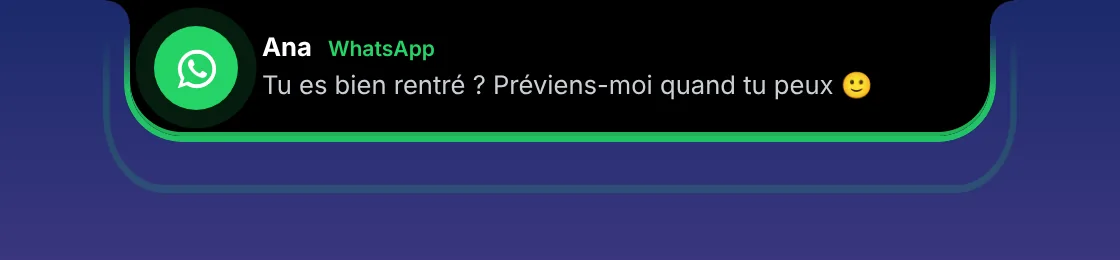 Ana WhatsApp
Tu es bien rentré ? Préviens-moi quand tu peux 🙂